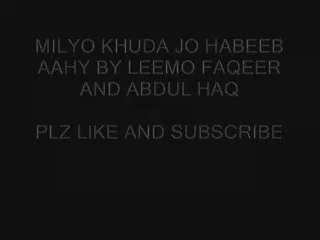 MILYO KHUDA JO HABEEB
AAHY BY LEEMO FAQEER
AND ABDUL HAQ
PLZ LIKE AND SUBSCRIBE